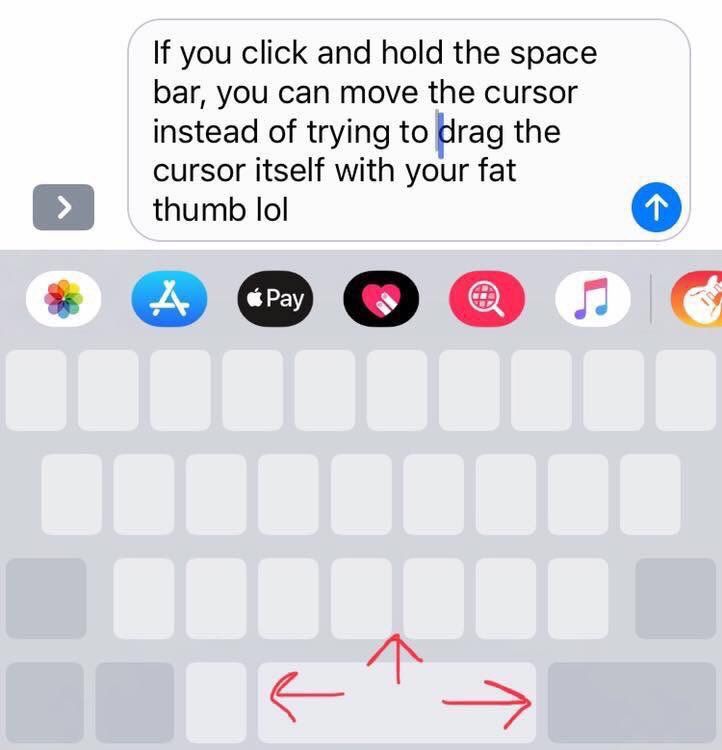 If you click and hold the space
bar, you can move the cursor
instead of trying to drag the
cursor itself with your fat
thumb lol
Pay